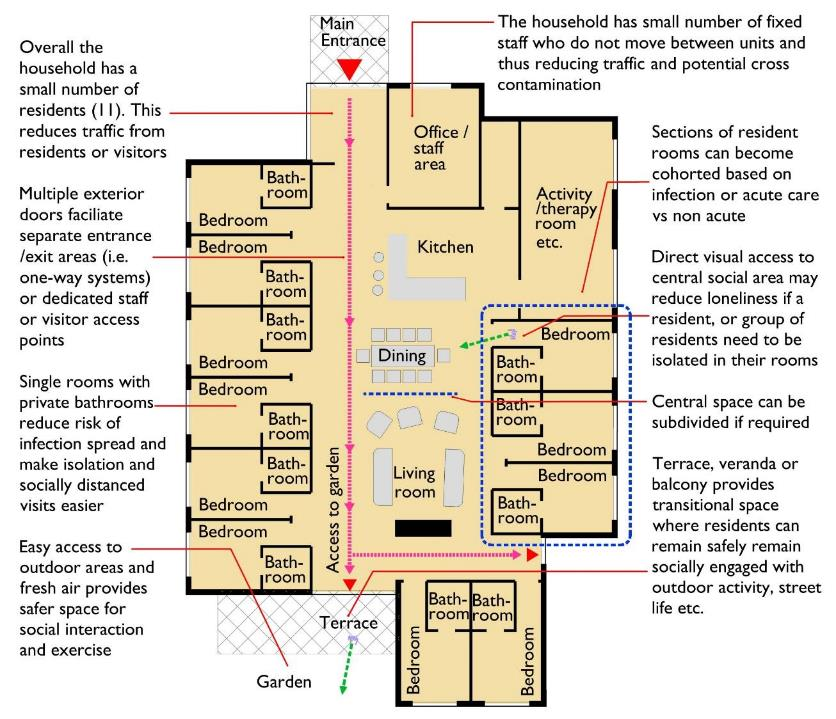 Main
Entrance
The household has small number of fixed
staff who do not move between units and
thus reducing traffic and potential cross
contamination
Overall the
household has a
small number of
residents (11). This
reduces traffic from
residents or visitors
Office /
staff
area
Sections of resident
rooms can become
cohorted based on
infection or acute care
vs non acute
Multiple exterior
doors faciliate
separate entrance
/exit areas (i.e.
one-way systems)
or dedicated staff
or visitor access
points
Bath-
room
Bedroom
Bedroom
Bath-
room
Bath-
room
Bedroom
Bedroom
Bath-
room
Bath-
room
Bedroom
Bedroom
Bath-
room
Activity
/therapy
room
etc.
Kitchen
Direct visual access to
central social area may
reduce loneliness if a
resident, or group of
residents need to be
isolated in their rooms
Dining
Bedroom
Bath-
room
Bath-
room
Bedroom
Bedroom
Bath-
room
Single rooms with
private bathrooms
reduce risk of
infection spread and
make isolation and
socially distanced
visits easier
Central space can be
subdivided if required
Living
room
Access to garden
Terrace, veranda or
balcony provides
transitional space
where residents can
remain safely remain
socially engaged with
outdoor activity, street
life etc.
Easy access to
outdoor areas and
fresh air provides
safer space for
social interaction
and exercise
Bath-
room
Bath-
room
Bedroom
Bedroom
Terrace
Garden